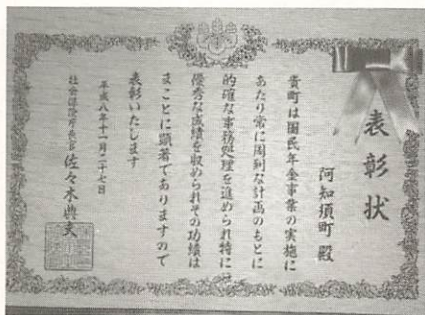 表彰状
阿知須町 殿
貴町は国民年金事業の実施に
あたり常に周到な計画のもとに
的確な事務処理を進められ特に
優秀な成績を収められその功績は
まことに顕著でありますので
表彰いたします
平成八年十一月二十七日
社会保険庁長官 佐々木典夫